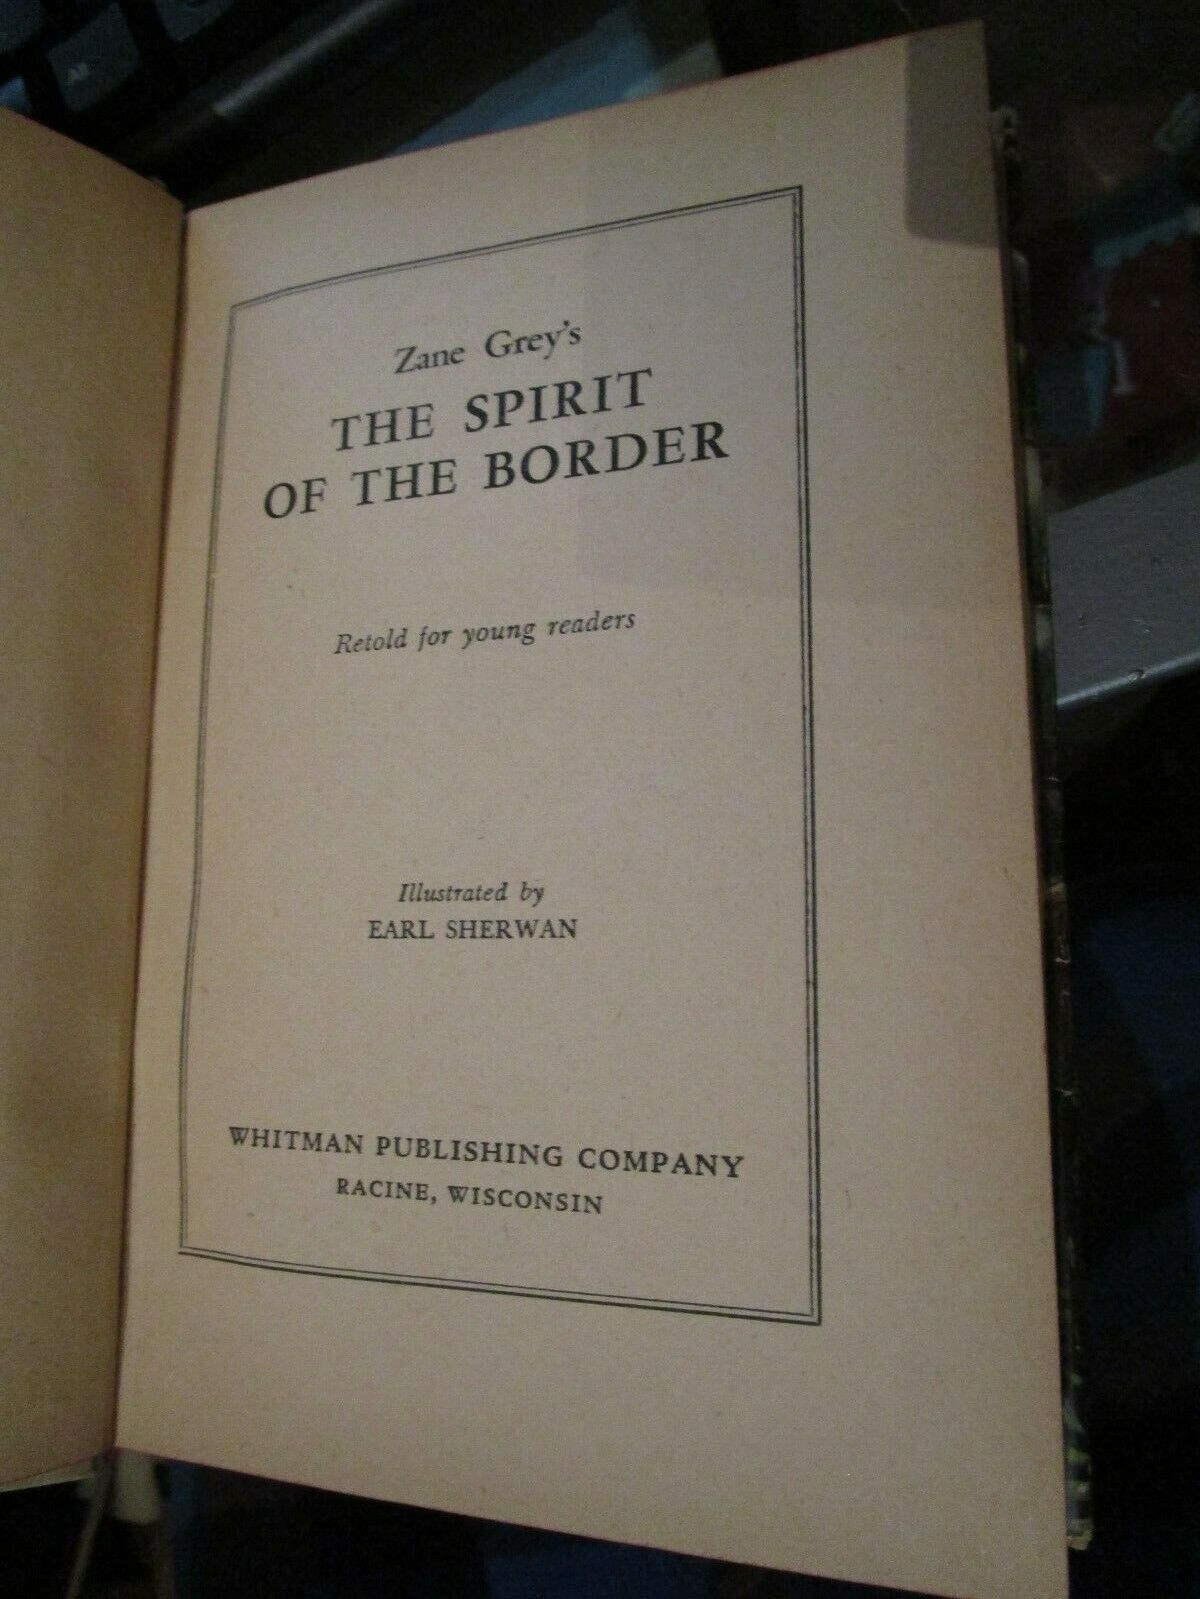 Zane Grey's
THE SPIRIT
OF THE BORDER
Retold for young readers
Illustrated by
EARL SHERWAN
WHITMAN PUBLISHING COMPANY
RACINE, WISCONSIN